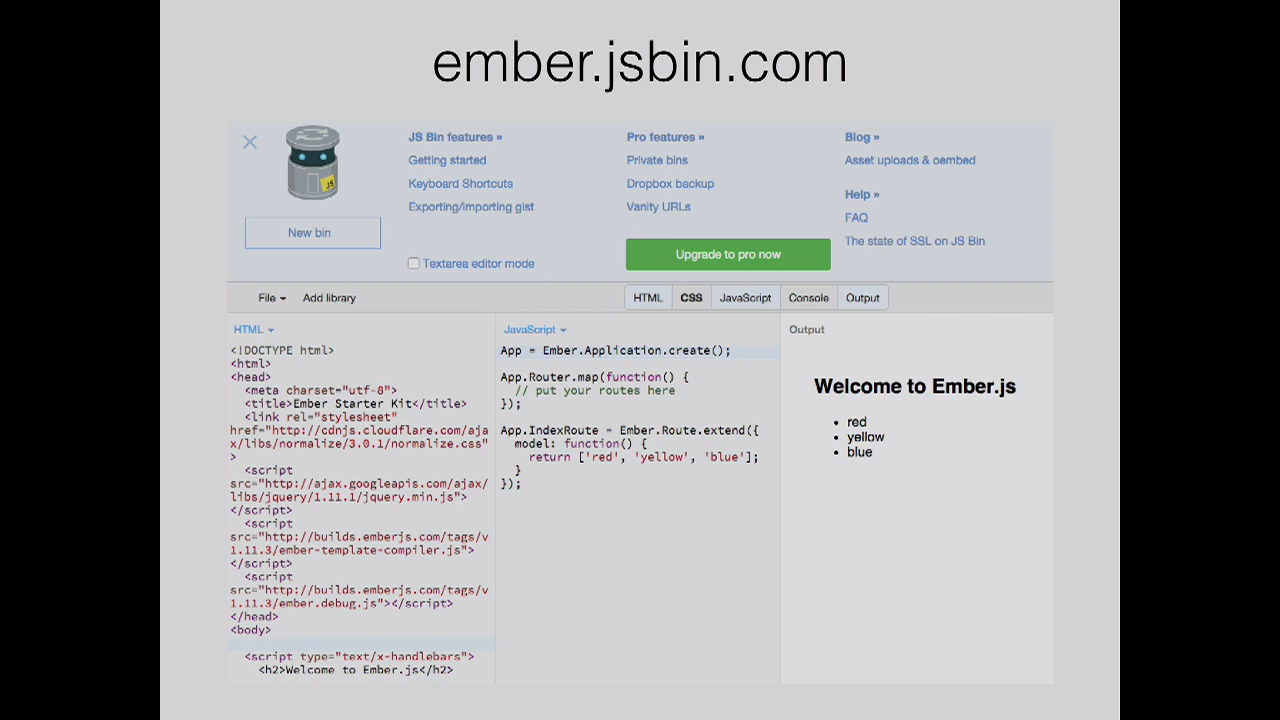 ember.jsbin.com
JS Bin features »
Getting started
Keyboard Shortcuts
Exporting/importing gist
Textarea editor mode
Pro features »
Private bins
Dropbox backup
Vanity URLs
Upgrade to pro now
Blog »
Asset uploads & oembed
Help »
FAQ
The state of SSL on JS Bin
JS
New bin
File
Add library
HTML
CSS
JavaScript
Console
Output
HTML
<!DOCTYPE html>
<html>
<head>
<meta charset="utf-8">
<title>Ember Starter Kit</title>
<link rel="stylesheet"
href="http://cdnjs.cloudflare.com/aja
x/libs/normalize/3.0.1/normalize.css"
>
<script
src="http://ajax.googleapis.com/ajax/
libs/jquery/1.11.1/jquery.min.js">
</script>
<script
src="http://builds.emberjs.com/tags/v
1.11.3/ember-template-compiler.js">
</script>
<script
src="http://builds.emberjs.com/tags/v
1.11.3/ember.debug.js"></script>
</head>
<body>
<script type="text/x-handlebars">
<h2>Welcome to Ember.js</h2>
JavaScript
App = Ember.Application.create();
App.Router.map(function() {
// put your routes here
});
App.IndexRoute = Ember.Route.extend({
model: function() {
return ['red', 'yellow', 'blue'];
}
});
Output
Welcome to Ember.js
• red
• yellow
• blue